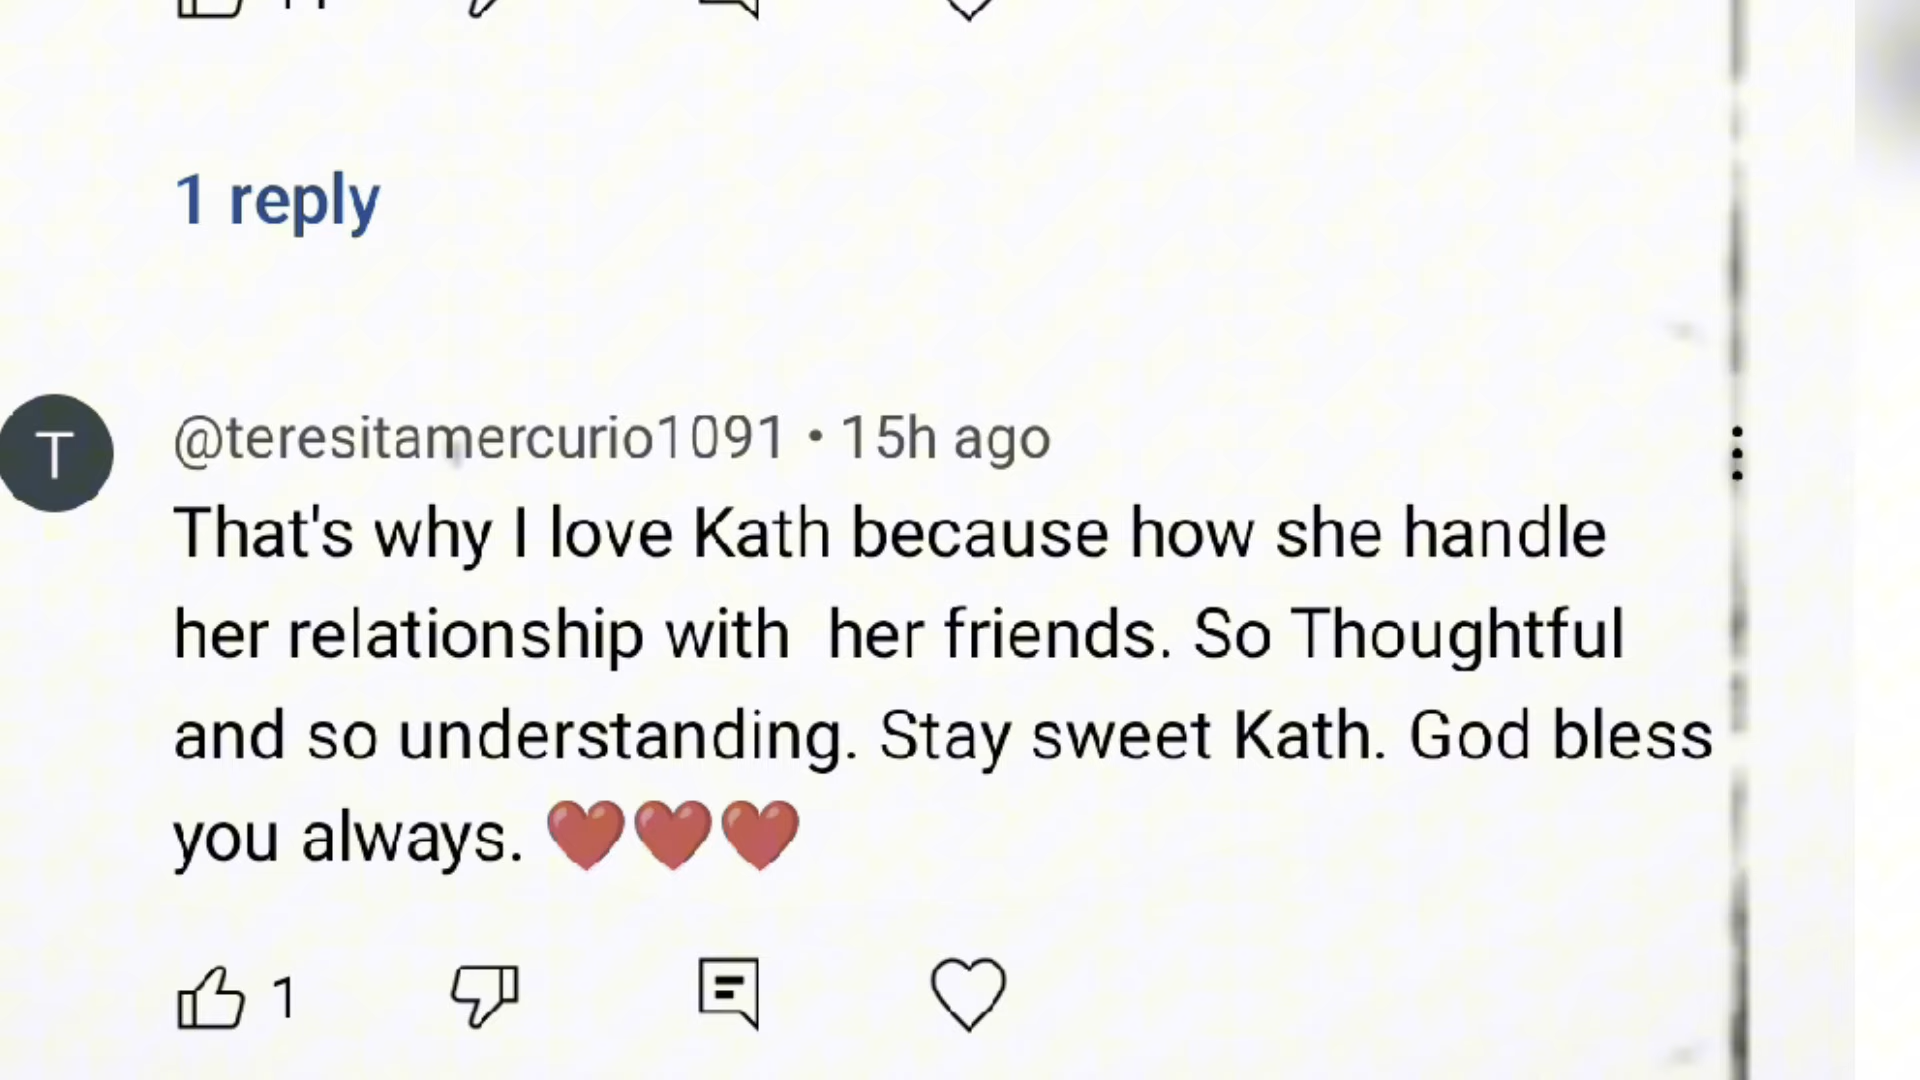 1 reply
T
@teresitamercurio1091 • 15h ago
That's why I love Kath because how she handle
her relationship with  her friends. So Thoughtful
and so understanding. Stay sweet Kath. God bless
you always. ❤️❤️❤️
1